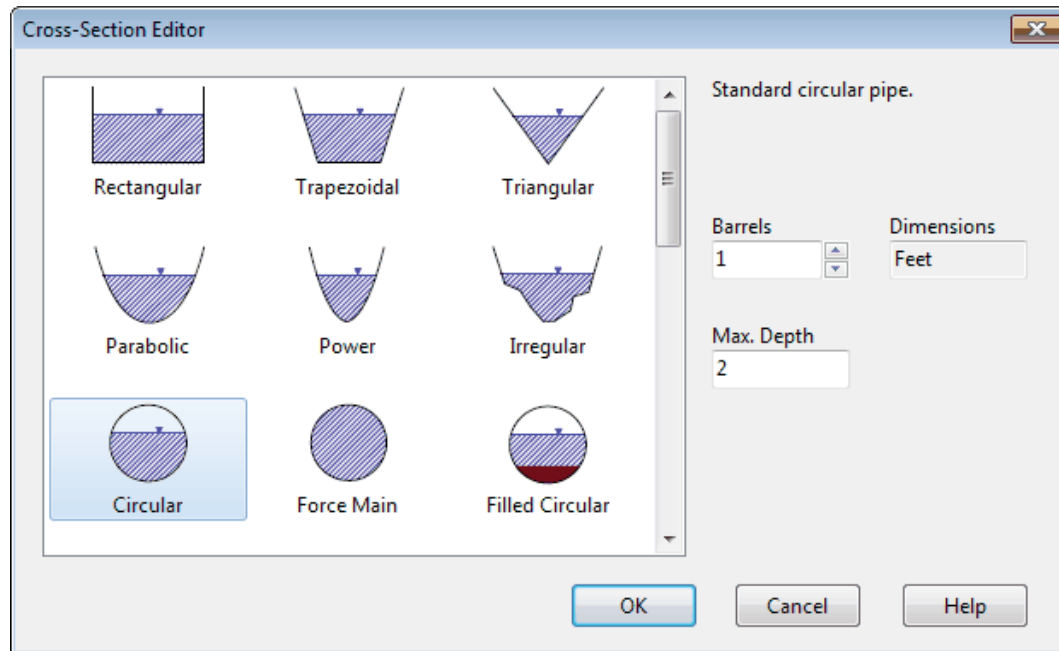 Cross-Section Editor
Rectangular
Trapezoidal
Triangular
Parabolic
Power
Irregular
Circular
Force Main
Filled Circular
Standard circular pipe.
Barrels
Dimensions
1
Feet
Max. Depth
2
OK
Cancel
Help